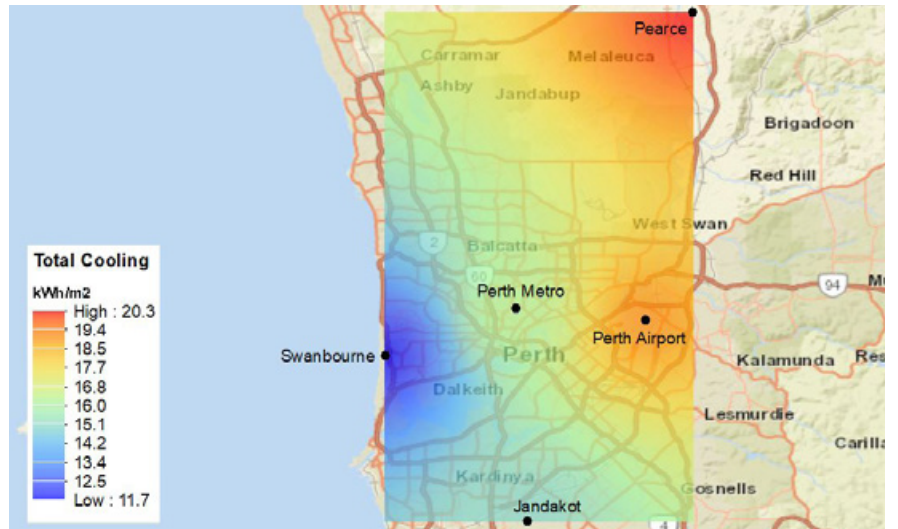 Pearce
Carramar
Melaleuca
Ashby
Jandabup
Brigadoon
Red Hill
West Swan
2
Balcatta
Total Cooling
60
94
kWh/m2
Perth Metro
High : 20.3
19.4
Perth Airport
18.5
Swanbourne
Perth
17.7
Kalamunda
Res
16.8
Dalkeith
16.0
Lesmurdie
15.1
14.2
Carilla
13.4
Kardinya
12.5
Gosnells
Low : 11.7
Jandakot
4